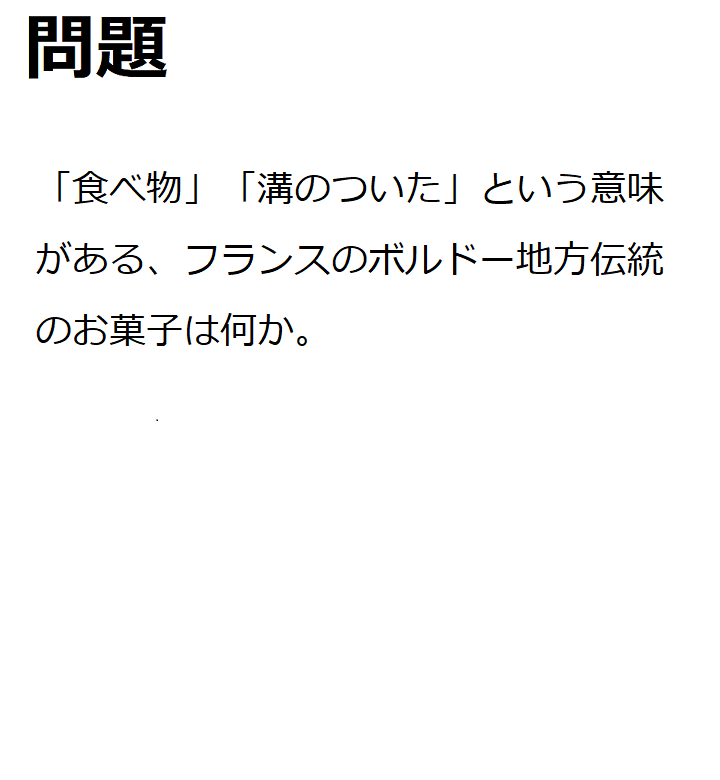 問題
「食べ物」「溝のついた」という意味
がある、フランスのボルドー地方伝統
のお菓子は何か。